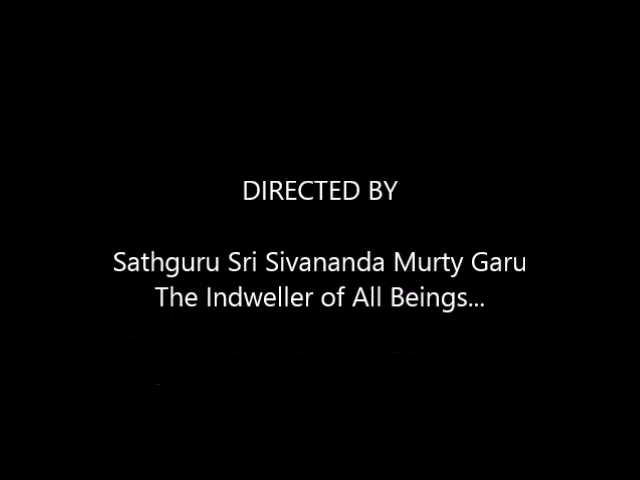 DIRECTED BY
Sathguru Sri Sivananda Murty Garu
The Indweller of All Beings...